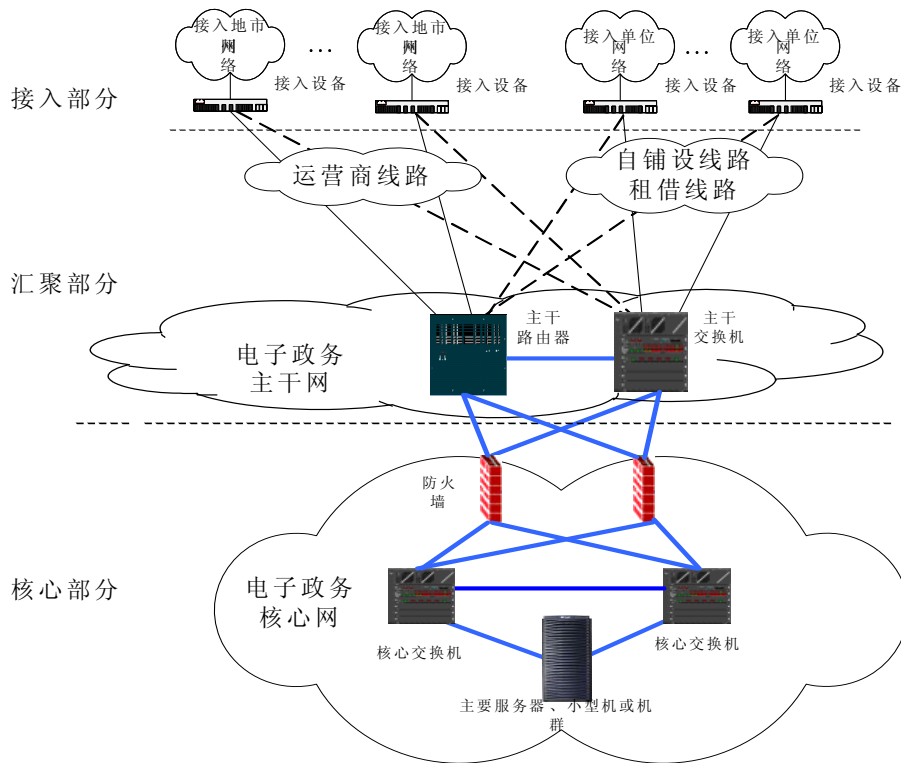 接入地市
网
络
…
接入地市
网
络
接入单位
网
络
…
接入单位
网
络
接入设备
接入设备
接入设备
接入设备
接入部分
运营商线路
自铺设线路
租借线路
汇聚部分
主干
路由器
主干
交换机
电子政务
主干网
防火
墙
核心部分
电子政务
核心网
核心交换机
核心交换机
主要服务器、小型机或机
群